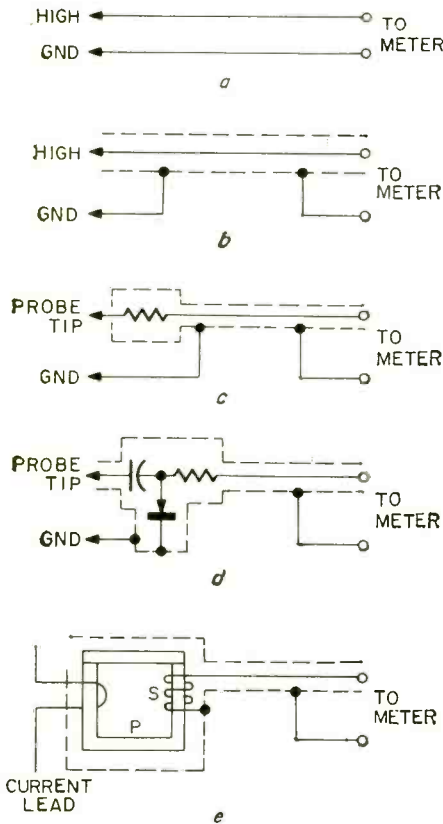 HIGH
GND
TO
METER
a
HIGH
GND
TO
METER
b
PROBE
TIP
GND
TO
METER
c
PROBE
TIP
GND
TO
METER
d
S
P
CURRENT
LEAD
TO
METER
e